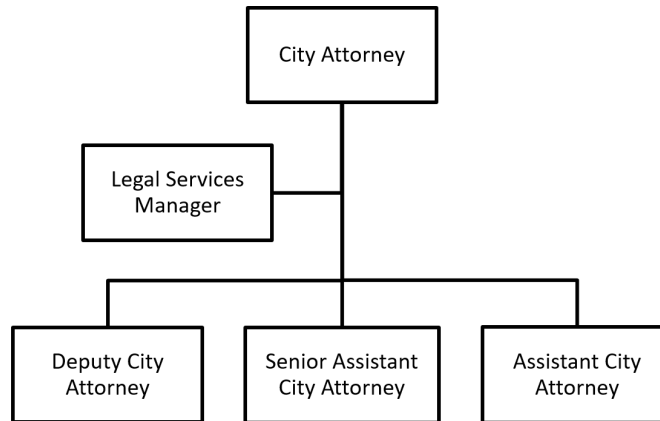 City Attorney
Legal Services
Manager
Deputy City
Attorney
Senior Assistant
City Attorney
Assistant City
Attorney